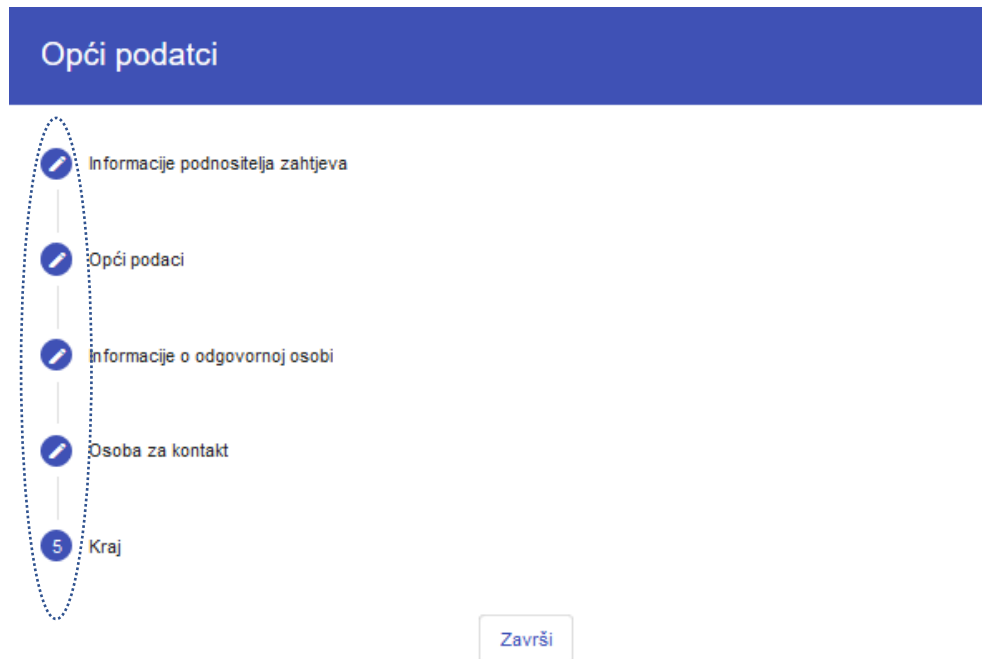 Opći podatci
Informacije podnositelja zahtjeva
Opći podaci
Informacije o odgovornoj osobi
Osoba za kontakt
5 Kraj
Završi